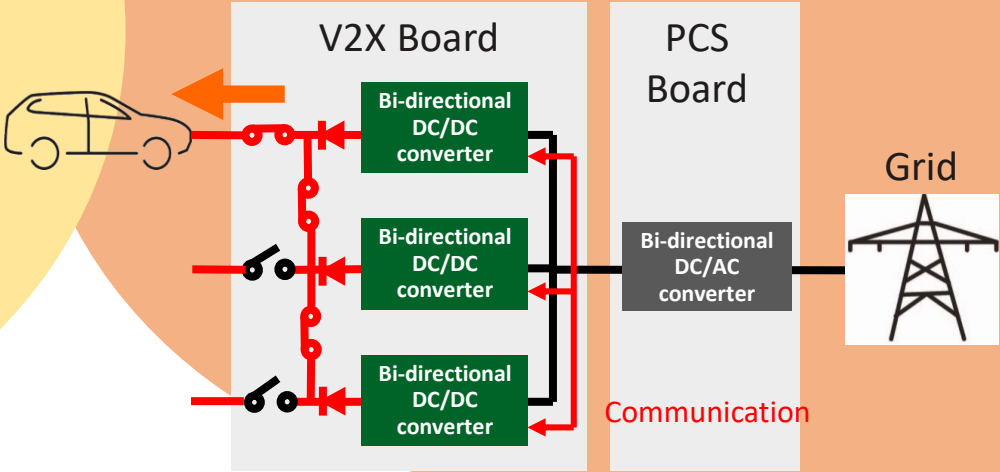 V2X Board
PCS
Board
Bi-directional
DC/DC
converter
Grid
Bi-directional
DC/DC
converter
Bi-directional
DC/AC
converter
Bi-directional
DC/DC
converter
Communication